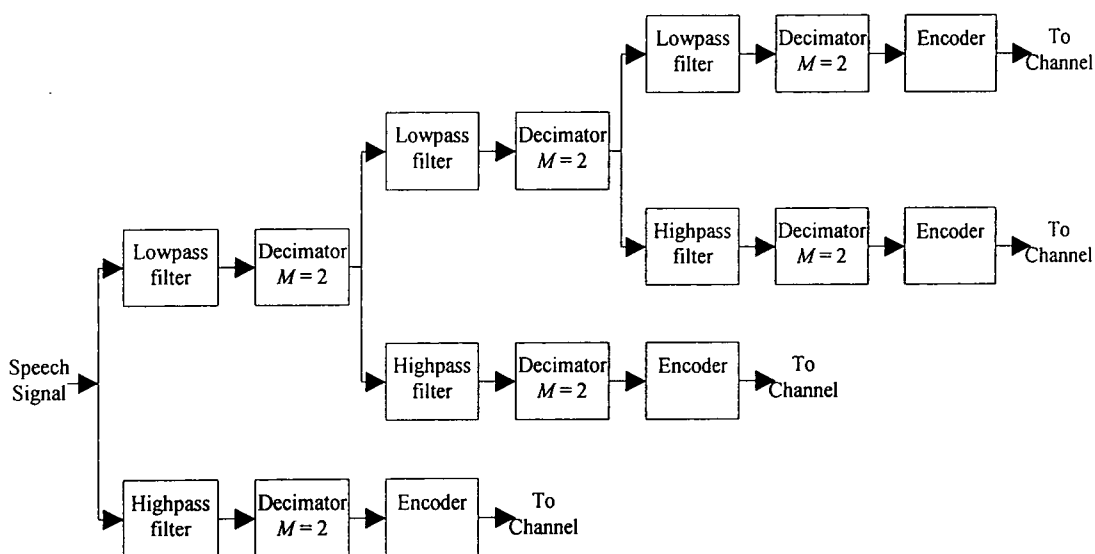 Lowpass
filter
Decimator
M = 2
Encoder
To
Channel
Lowpass
filter
Decimator
M = 2
Highpass
filter
Decimator
M = 2
Encoder
To
Channel
Lowpass
filter
Decimator
M = 2
Highpass
filter
Decimator
M = 2
Encoder
To
Channel
Speech
Signal
Highpass
filter
Decimator
M = 2
Encoder
To
Channel